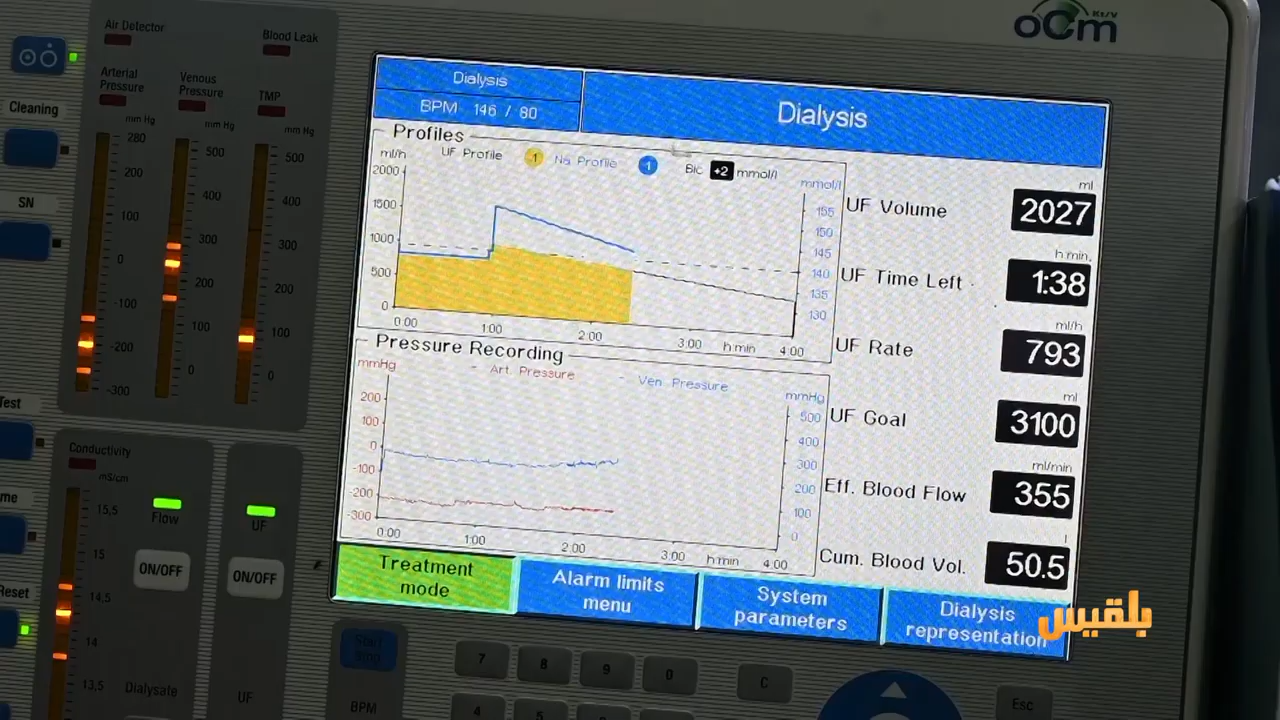 Air Detector
Blood Leak
Arterial Pressure
Venous Pressure
TMP
mm Hg
mm Hg
mm Hg
280
200
100
0
-100
-200
-300
500
400
300
200
100
0
500
400
300
200
100
0
Cleaning
SN
Test
me
Reset
Kt/V
oCm
Dialysis
BPM 146 / 80
Dialysis
Profiles
ml/h
UF Profile 1 Na Profile 1 Bic +2 mmol/l
mmol/l
2000
1500
1000
500
0
155
150
145
140
135
130
0:00 1:00 2:00 3:00 h:min 4:00
Pressure Recording
mmHg
- Art. Pressure - Ven. Pressure
mmHg
200
100
0
-100
-200
-300
500
400
300
200
100
0
0:00 1:00 2:00 3:00 h:min 4:00
ml
UF Volume 2027
h:min.
UF Time Left 1:38
ml/h
UF Rate 793
ml
UF Goal 3100
ml/min
Eff. Blood Flow 355
l
Cum. Blood Vol. 50.5
Treatment mode
Alarm limits menu
System parameters
Dialysis representation
بلقيس
Conductivity
mS/cm
15,5
15
14,5
14
13,5
Flow
UF
ON/OFF
ON/OFF
Dialysate
UF
Start Stop
BPM
7 8 9 0 C
4 5
Esc